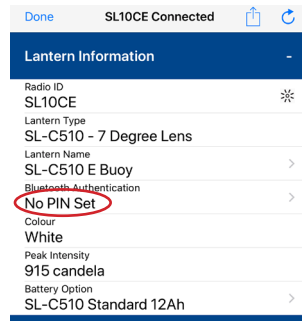 Done SL10CE Connected
Lantern Information -
Radio ID
SL10CE
Lantern Type
SL-C510 - 7 Degree Lens
Lantern Name
SL-C510 E Buoy
Bluetooth Authentication
No PIN Set
Colour
White
Peak Intensity
915 candela
Battery Option
SL-C510 Standard 12Ah